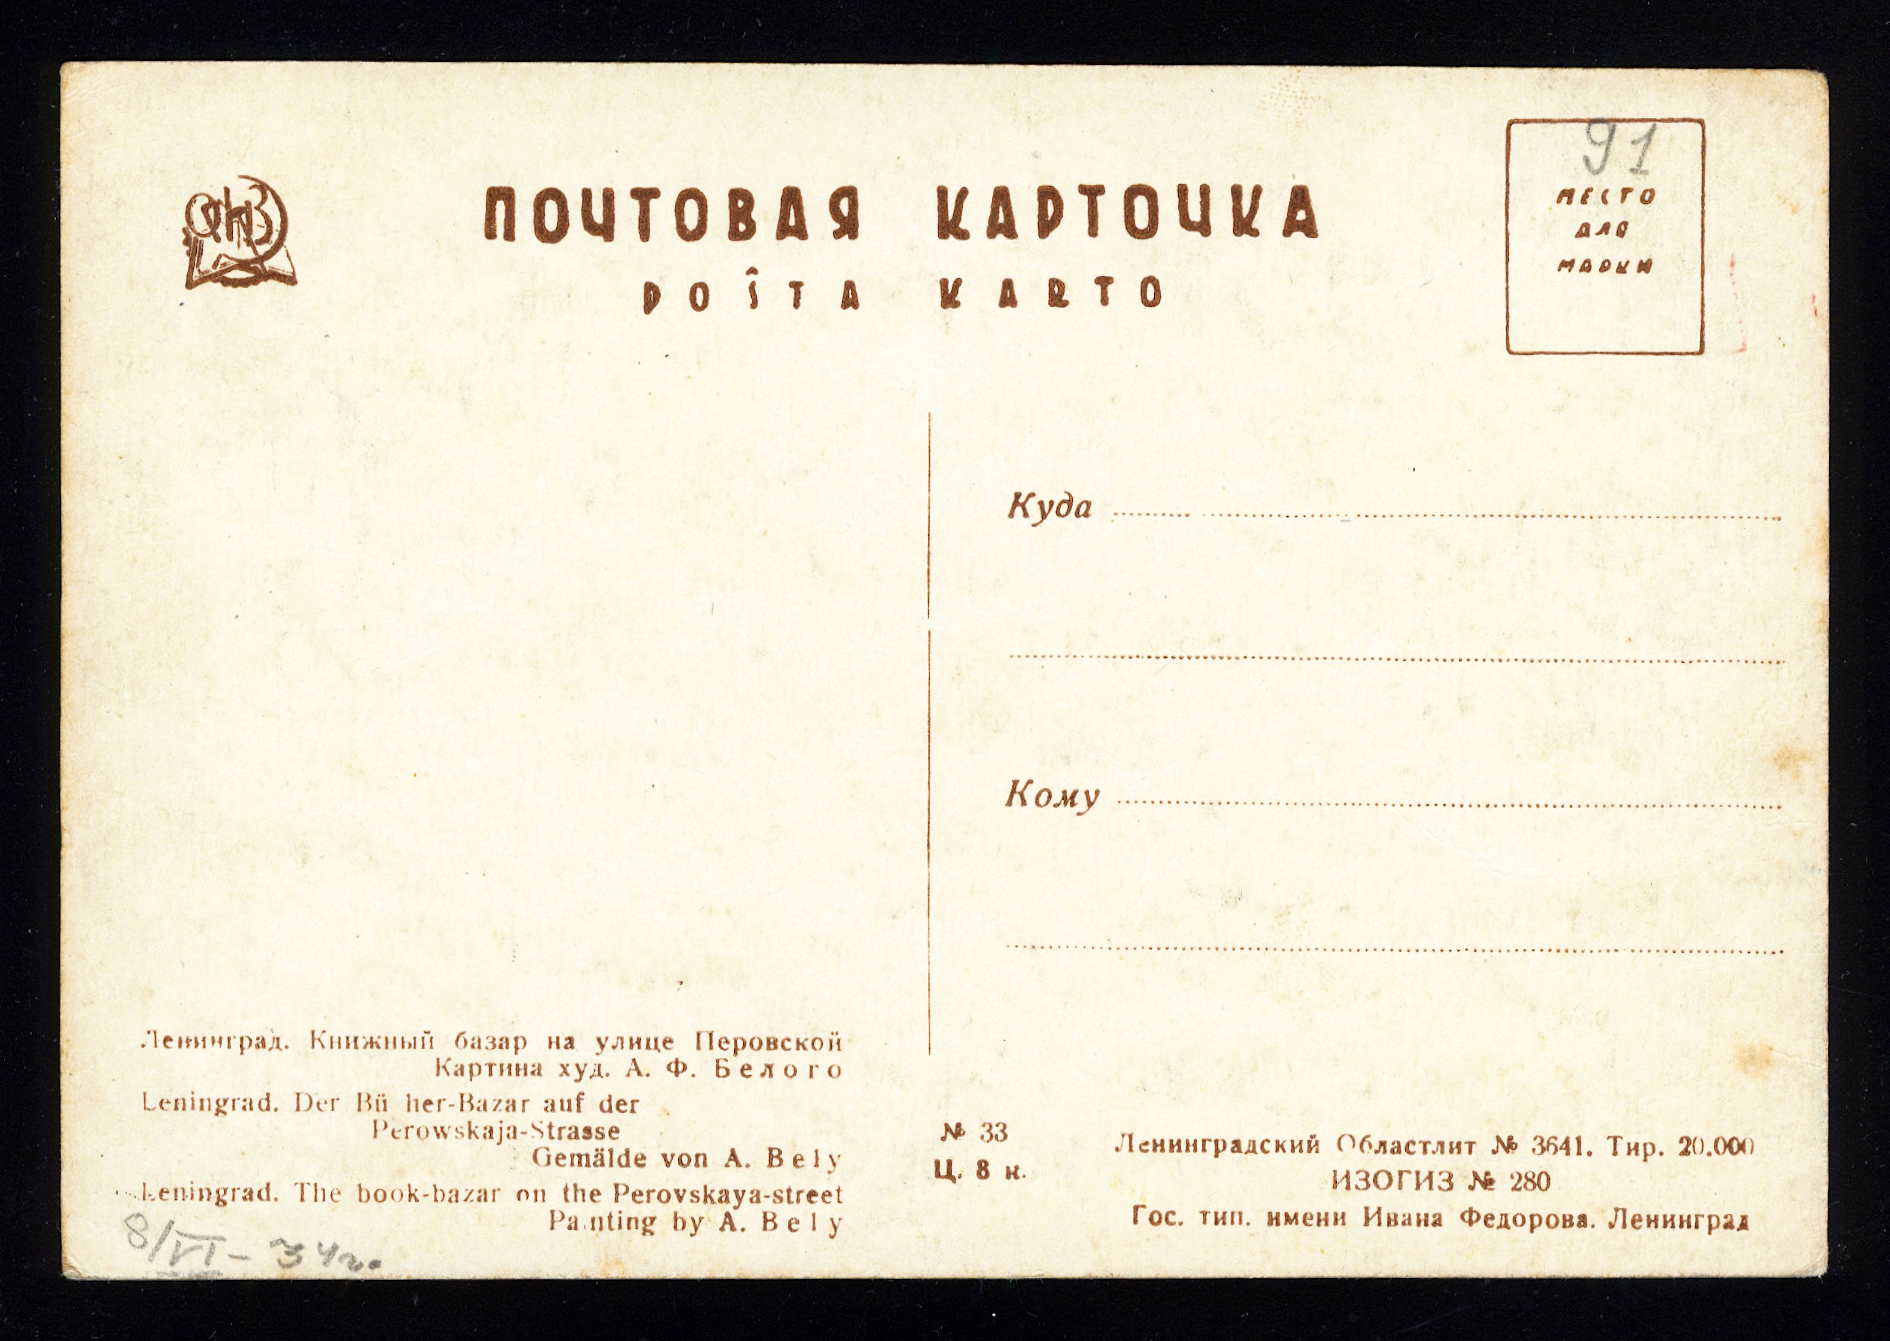 ПОЧТОВАЯ КАРТОЧКА
POŜTA KARTO
91
МЕСТО
ДЛЯ
МАРКИ
Куда
Кому
Ленинград. Книжный базар на улице Перовской
Картина худ. А. Ф. Белого
Leningrad. Der Bü her-Bazar auf der
Perowskaja-Strasse
Gemälde von A. Bely
Leningrad. The book-bazar on the Perovskaya-street
Pa nting by A. Bely
8/VI – 34 г.
№ 33
Ц. 8 к.
Ленинградский Областлит № 3641. Тир. 20.000
ИЗОГИЗ № 280
Гос. тип. имени Ивана Федорова. Ленинград